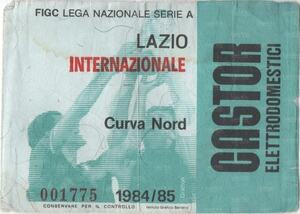 FIGC LEGA NAZIONALE SERIE A
LAZIO
INTERNAZIONALE
Curva Nord
001775
1984/85
CONSERVARE PER IL CONTROLLO
CASTOR
ELETTRODOMESTICI